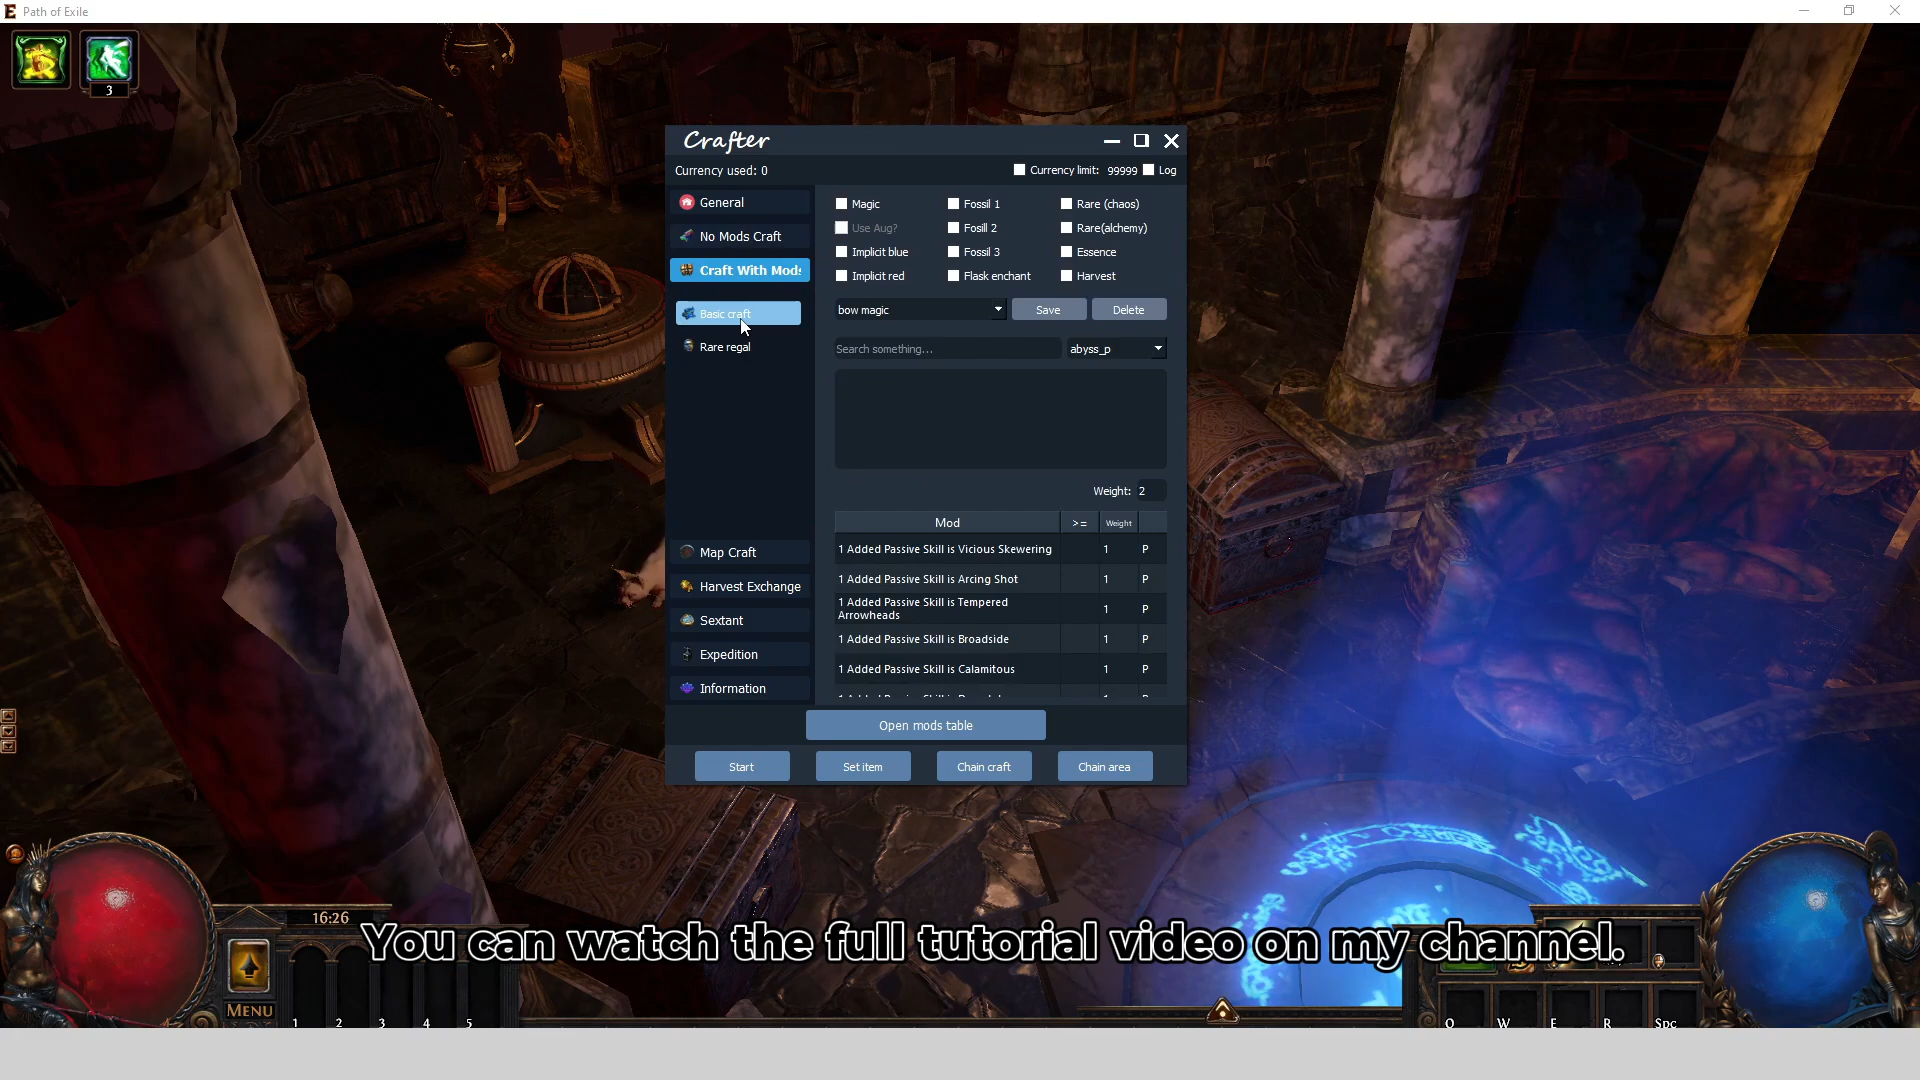 Path of Exile
3
Crafter
Currency used: 0
Currency limit: 99999
Log
General
No Mods Craft
Craft With Mods
Basic craft
Rare regal
Map Craft
Harvest Exchange
Sextant
Expedition
Information
Magic
Fossil 1
Rare (chaos)
Use Aug?
Fosill 2
Rare(alchemy)
Implicit blue
Fossil 3
Essence
Implicit red
Flask enchant
Harvest
bow magic
Save
Delete
Search something...
abyss_p
Weight: 2
Mod >= Weight
1 Added Passive Skill is Vicious Skewering 1 P
1 Added Passive Skill is Arcing Shot 1 P
1 Added Passive Skill is Tempered
Arrowheads 1 P
1 Added Passive Skill is Broadside 1 P
1 Added Passive Skill is Calamitous 1 P
Open mods table
Start
Set item
Chain craft
Chain area
16:26
You can watch the full tutorial video on my channel.
MENU
1 2 3 4 5
Q W E R Spc